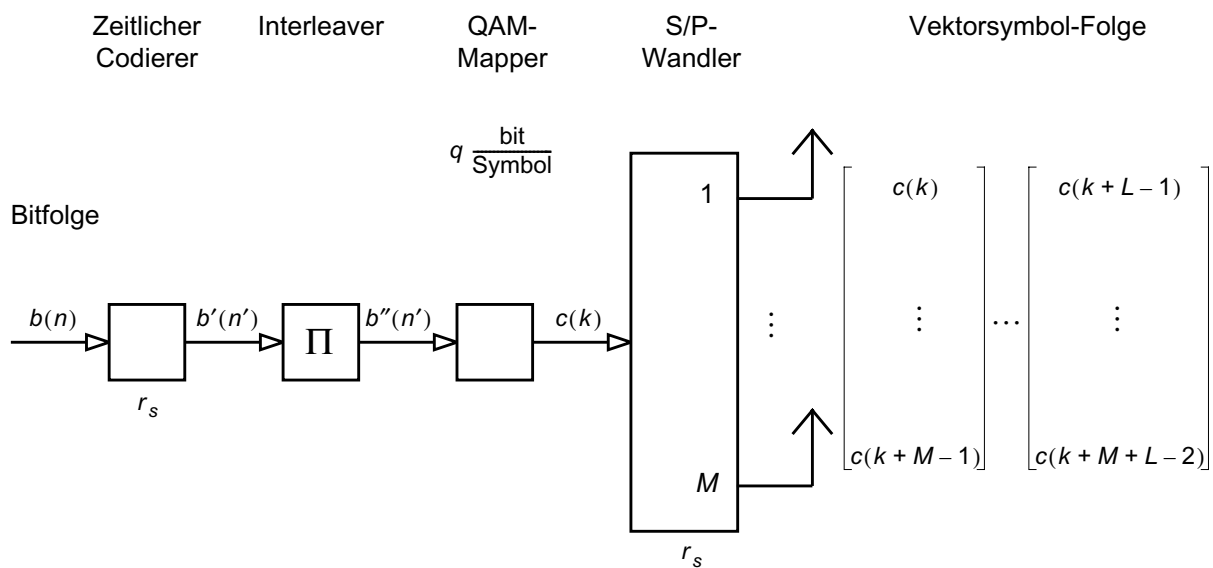 Zeitlicher Codierer
Interleaver
QAM-Mapper
S/P-Wandler
Vektorsymbol-Folge
q bit/Symbol
Bitfolge
b(n)
b′(n′)
Π
b″(n′)
c(k)
r_s
1
⋮
M
r_s
c(k) ⋯ c(k + L – 1)
⋮ ⋯ ⋮
c(k + M – 1) c(k + M + L – 2)